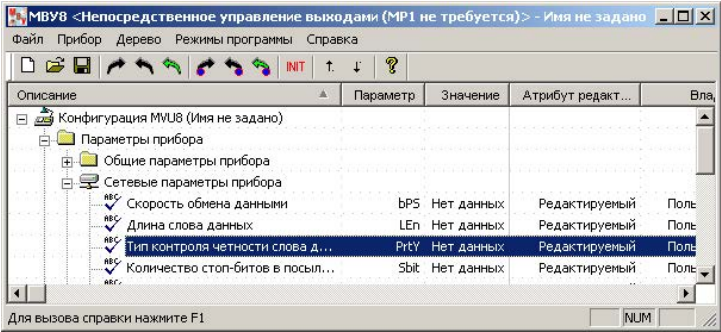 МВУ8 <Непосредственное управление выходами (МР1 не требуется)> - Имя не задано
Файл Прибор Дерево Режимы программы Справка
INIT
Описание Параметр Значение Атрибут редакт... Вла
Конфигурация MVU8 (Имя не задано)
Параметры прибора
Общие параметры прибора
Сетевые параметры прибора
ABC Скорость обмена данными bPS Нет данных Редактируемый Поль
ABC Длина слова данных LEn Нет данных Редактируемый Поль
ABC Тип контроля четности слова д... PrtY Нет данных Редактируемый Поль
ABC Количество стоп-битов в посыл... Sbit Нет данных Редактируемый Поль
Для вызова справки нажмите F1 NUM